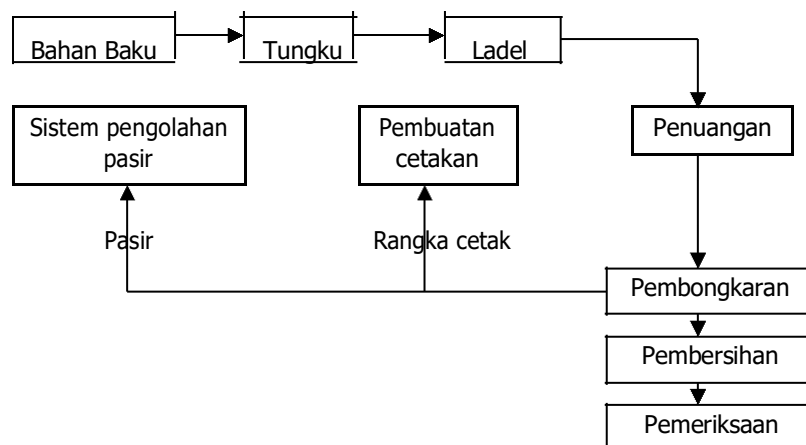 Bahan Baku
Tungku
Ladel
Sistem pengolahan
pasir
Pembuatan
cetakan
Penuangan
Pasir
Rangka cetak
Pembongkaran
Pembersihan
Pemeriksaan